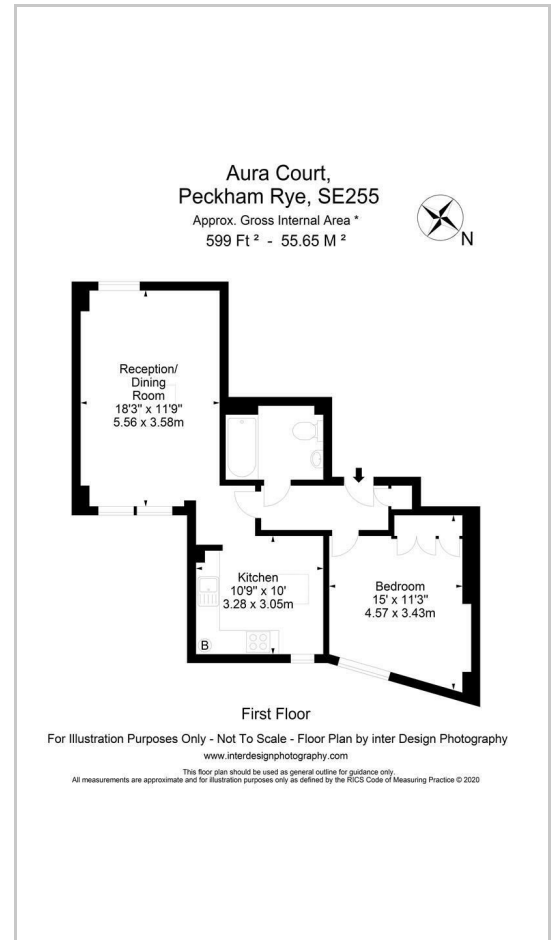 Aura Court,
Peckham Rye, SE255
Approx. Gross Internal Area *
599 Ft ² - 55.65 M ²
N
Reception/
Dining
Room
18'3" x 11'9"
5.56 x 3.58m
Kitchen
10'9" x 10'
3.28 x 3.05m
B
Bedroom
15' x 11'3"
4.57 x 3.43m
First Floor
For Illustration Purposes Only - Not To Scale - Floor Plan by inter Design Photography
www.interdesignphotography.com
This floor plan should be used as general outline for guidance only.
All measurements are approximate and for illustration purposes only as defined by the RICS Code of Measuring Practice © 2020